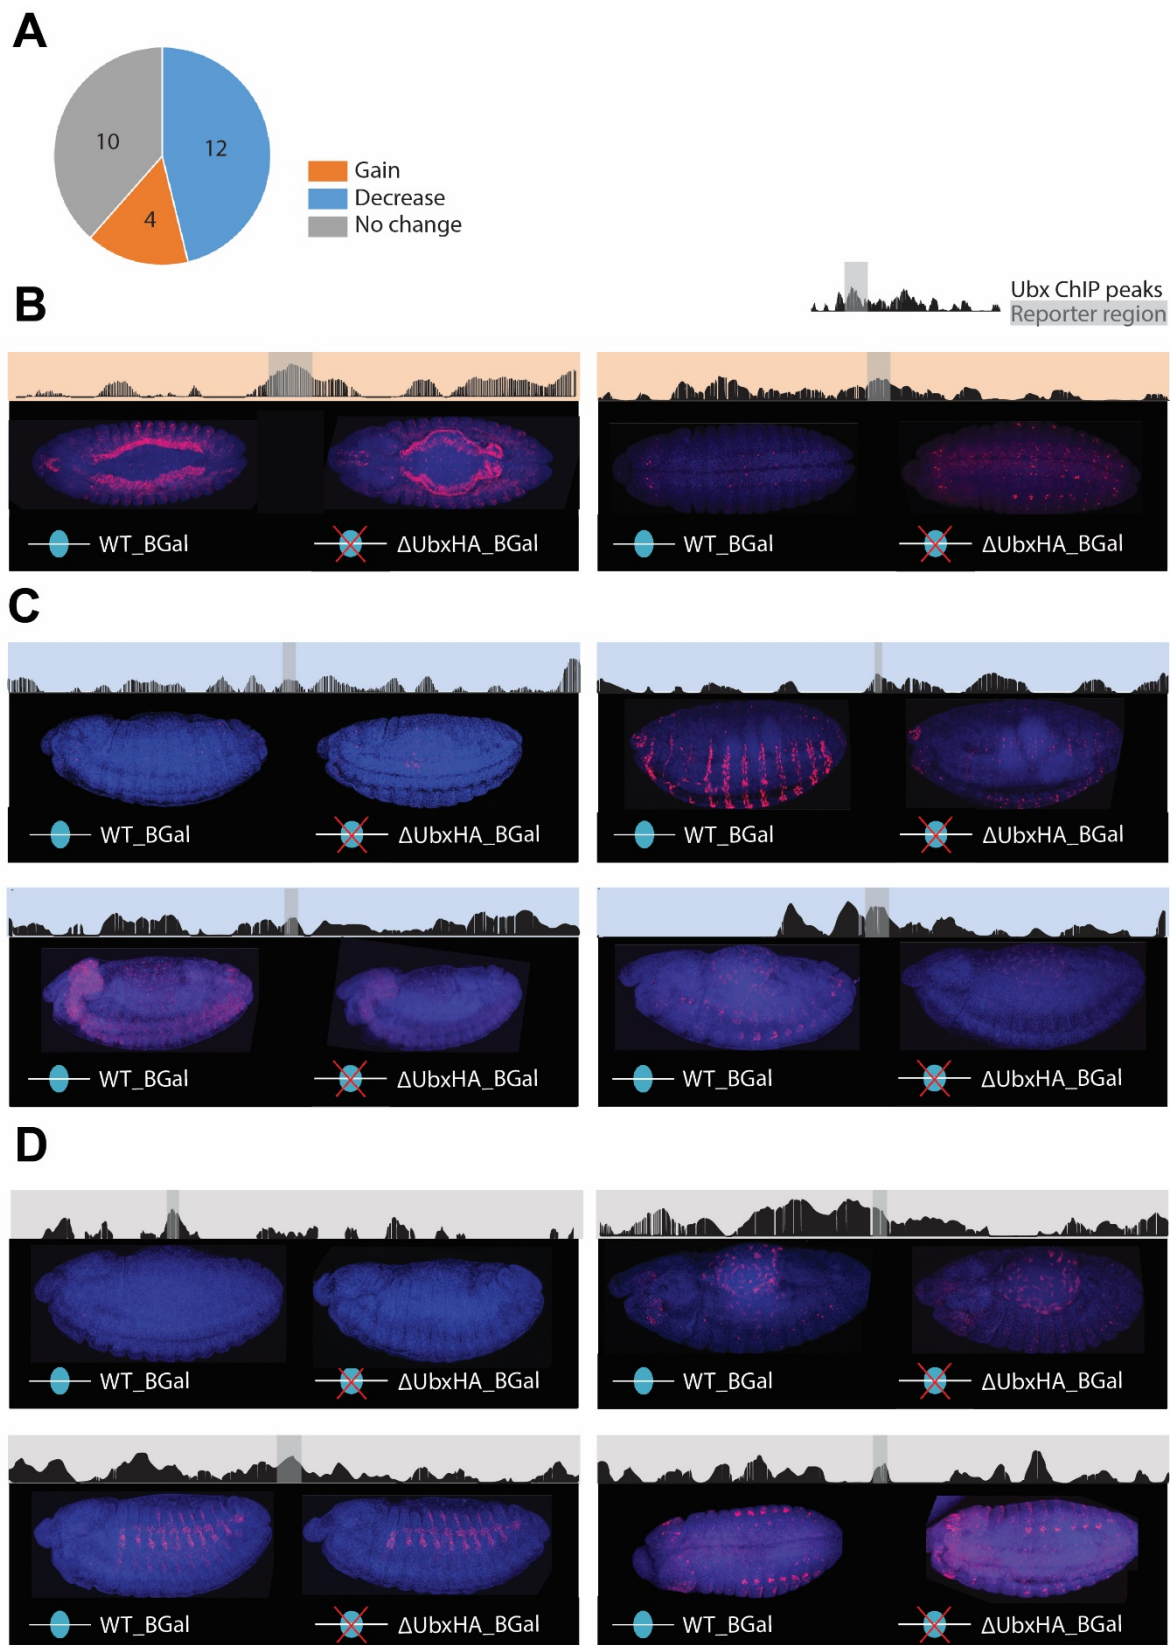 A
10
12
4
Gain
Decrease
No change
Ubx ChIP peaks
Reporter region
B
WT_BGal
ΔUbxHA_BGal
WT_BGal
ΔUbxHA_BGal
C
WT_BGal
ΔUbxHA_BGal
WT_BGal
ΔUbxHA_BGal
WT_BGal
ΔUbxHA_BGal
WT_BGal
ΔUbxHA_BGal
D
WT_BGal
ΔUbxHA_BGal
WT_BGal
ΔUbxHA_BGal
WT_BGal
ΔUbxHA_BGal
WT_BGal
ΔUbxHA_BGal